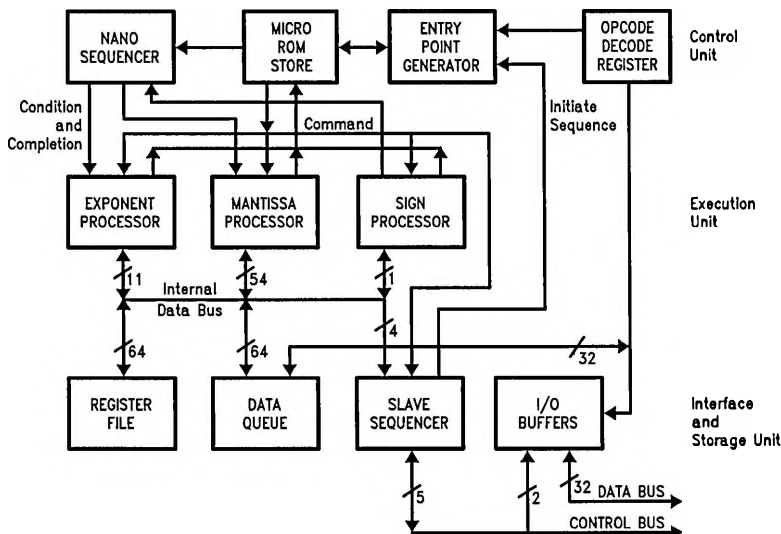 NANO
SEQUENCER
MICRO
ROM
STORE
ENTRY
POINT
GENERATOR
OPCODE
DECODE
REGISTER
Control
Unit
Condition
and
Completion
Command
Initiate
Sequence
EXPONENT
PROCESSOR
MANTISSA
PROCESSOR
SIGN
PROCESSOR
Execution
Unit
11
54
1
Internal
Data Bus
4
64
64
32
REGISTER
FILE
DATA
QUEUE
SLAVE
SEQUENCER
I/O
BUFFERS
Interface
and
Storage Unit
5
2
32
DATA BUS
CONTROL BUS